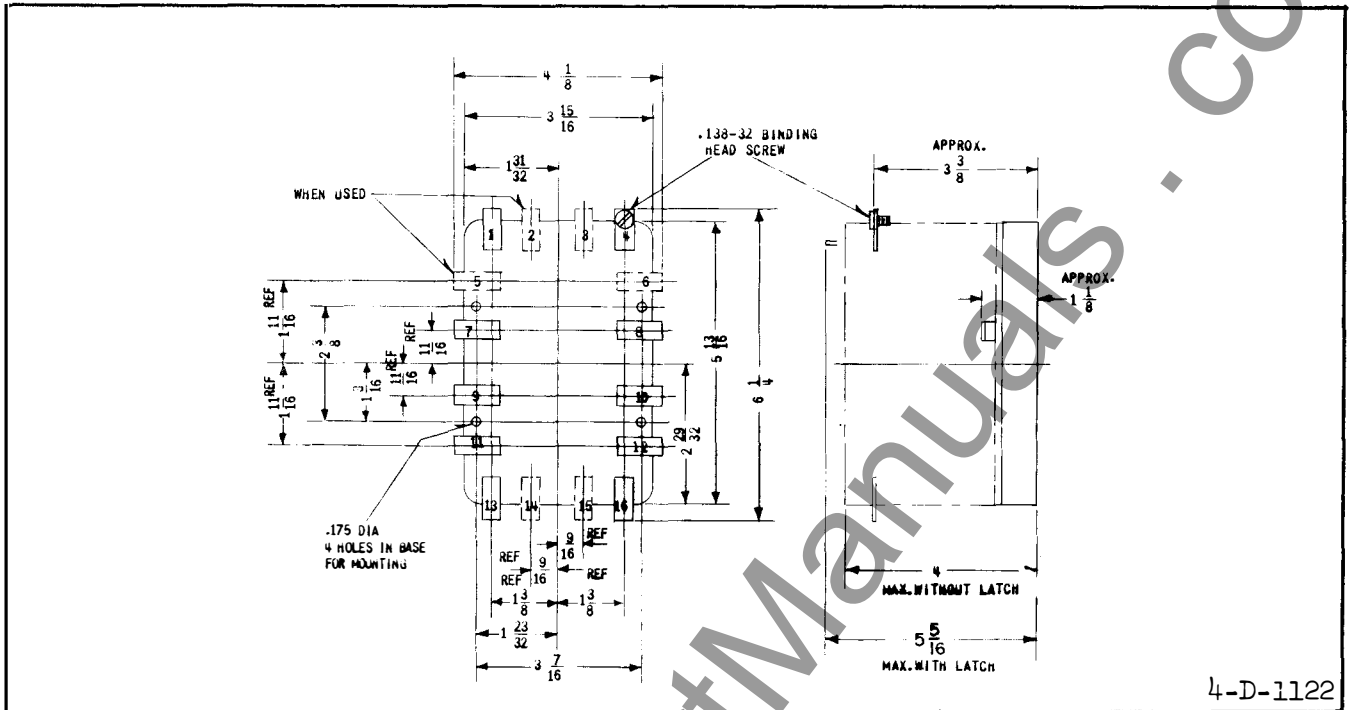 4 1/8
3 15/16
1 31/32
.138-32 BINDING
HEAD SCREW
APPROX.
3 3/8
WHEN USED
1 2 3 4
5 6
7 8
9 10
11 12
13 14 15 16
APPROX.
1 1/8
1 11/16 REF
2 3/8
11/16 REF
11/16 REF
1 3/16
1 11/16 REF
5 13/16
6 1/4
2 29/32
.175 DIA
4 HOLES IN BASE
FOR MOUNTING
9/16 REF
REF 9/16
REF REF
1 3/8 1 3/8
1 23/32
3 7/16
4
MAX.WITHOUT LATCH
5 5/16
MAX.WITH LATCH
4-D-1122
tManuals . co